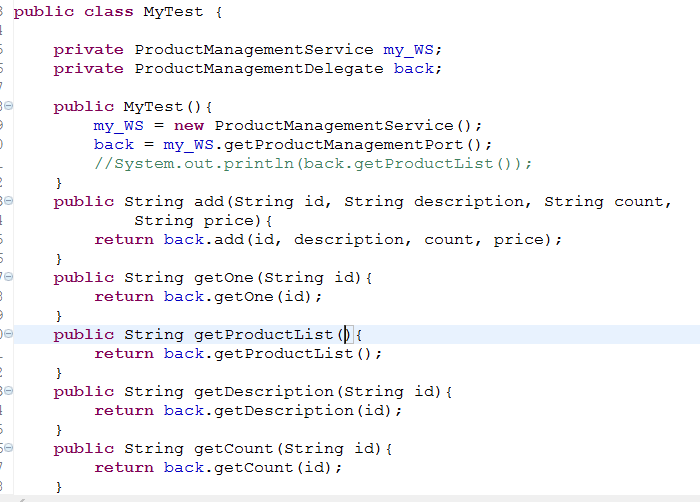 public class MyTest {
private ProductManagementService my_WS;
private ProductManagementDelegate back;
public MyTest(){
my_WS = new ProductManagementService();
back = my_WS.getProductManagementPort();
//System.out.println(back.getProductList());
}
public String add(String id, String description, String count,
String price){
return back.add(id, description, count, price);
}
public String getOne(String id){
return back.getOne(id);
}
public String getProductList(){
return back.getProductList();
}
public String getDescription(String id){
return back.getDescription(id);
}
public String getCount(String id){
return back.getCount(id);
}